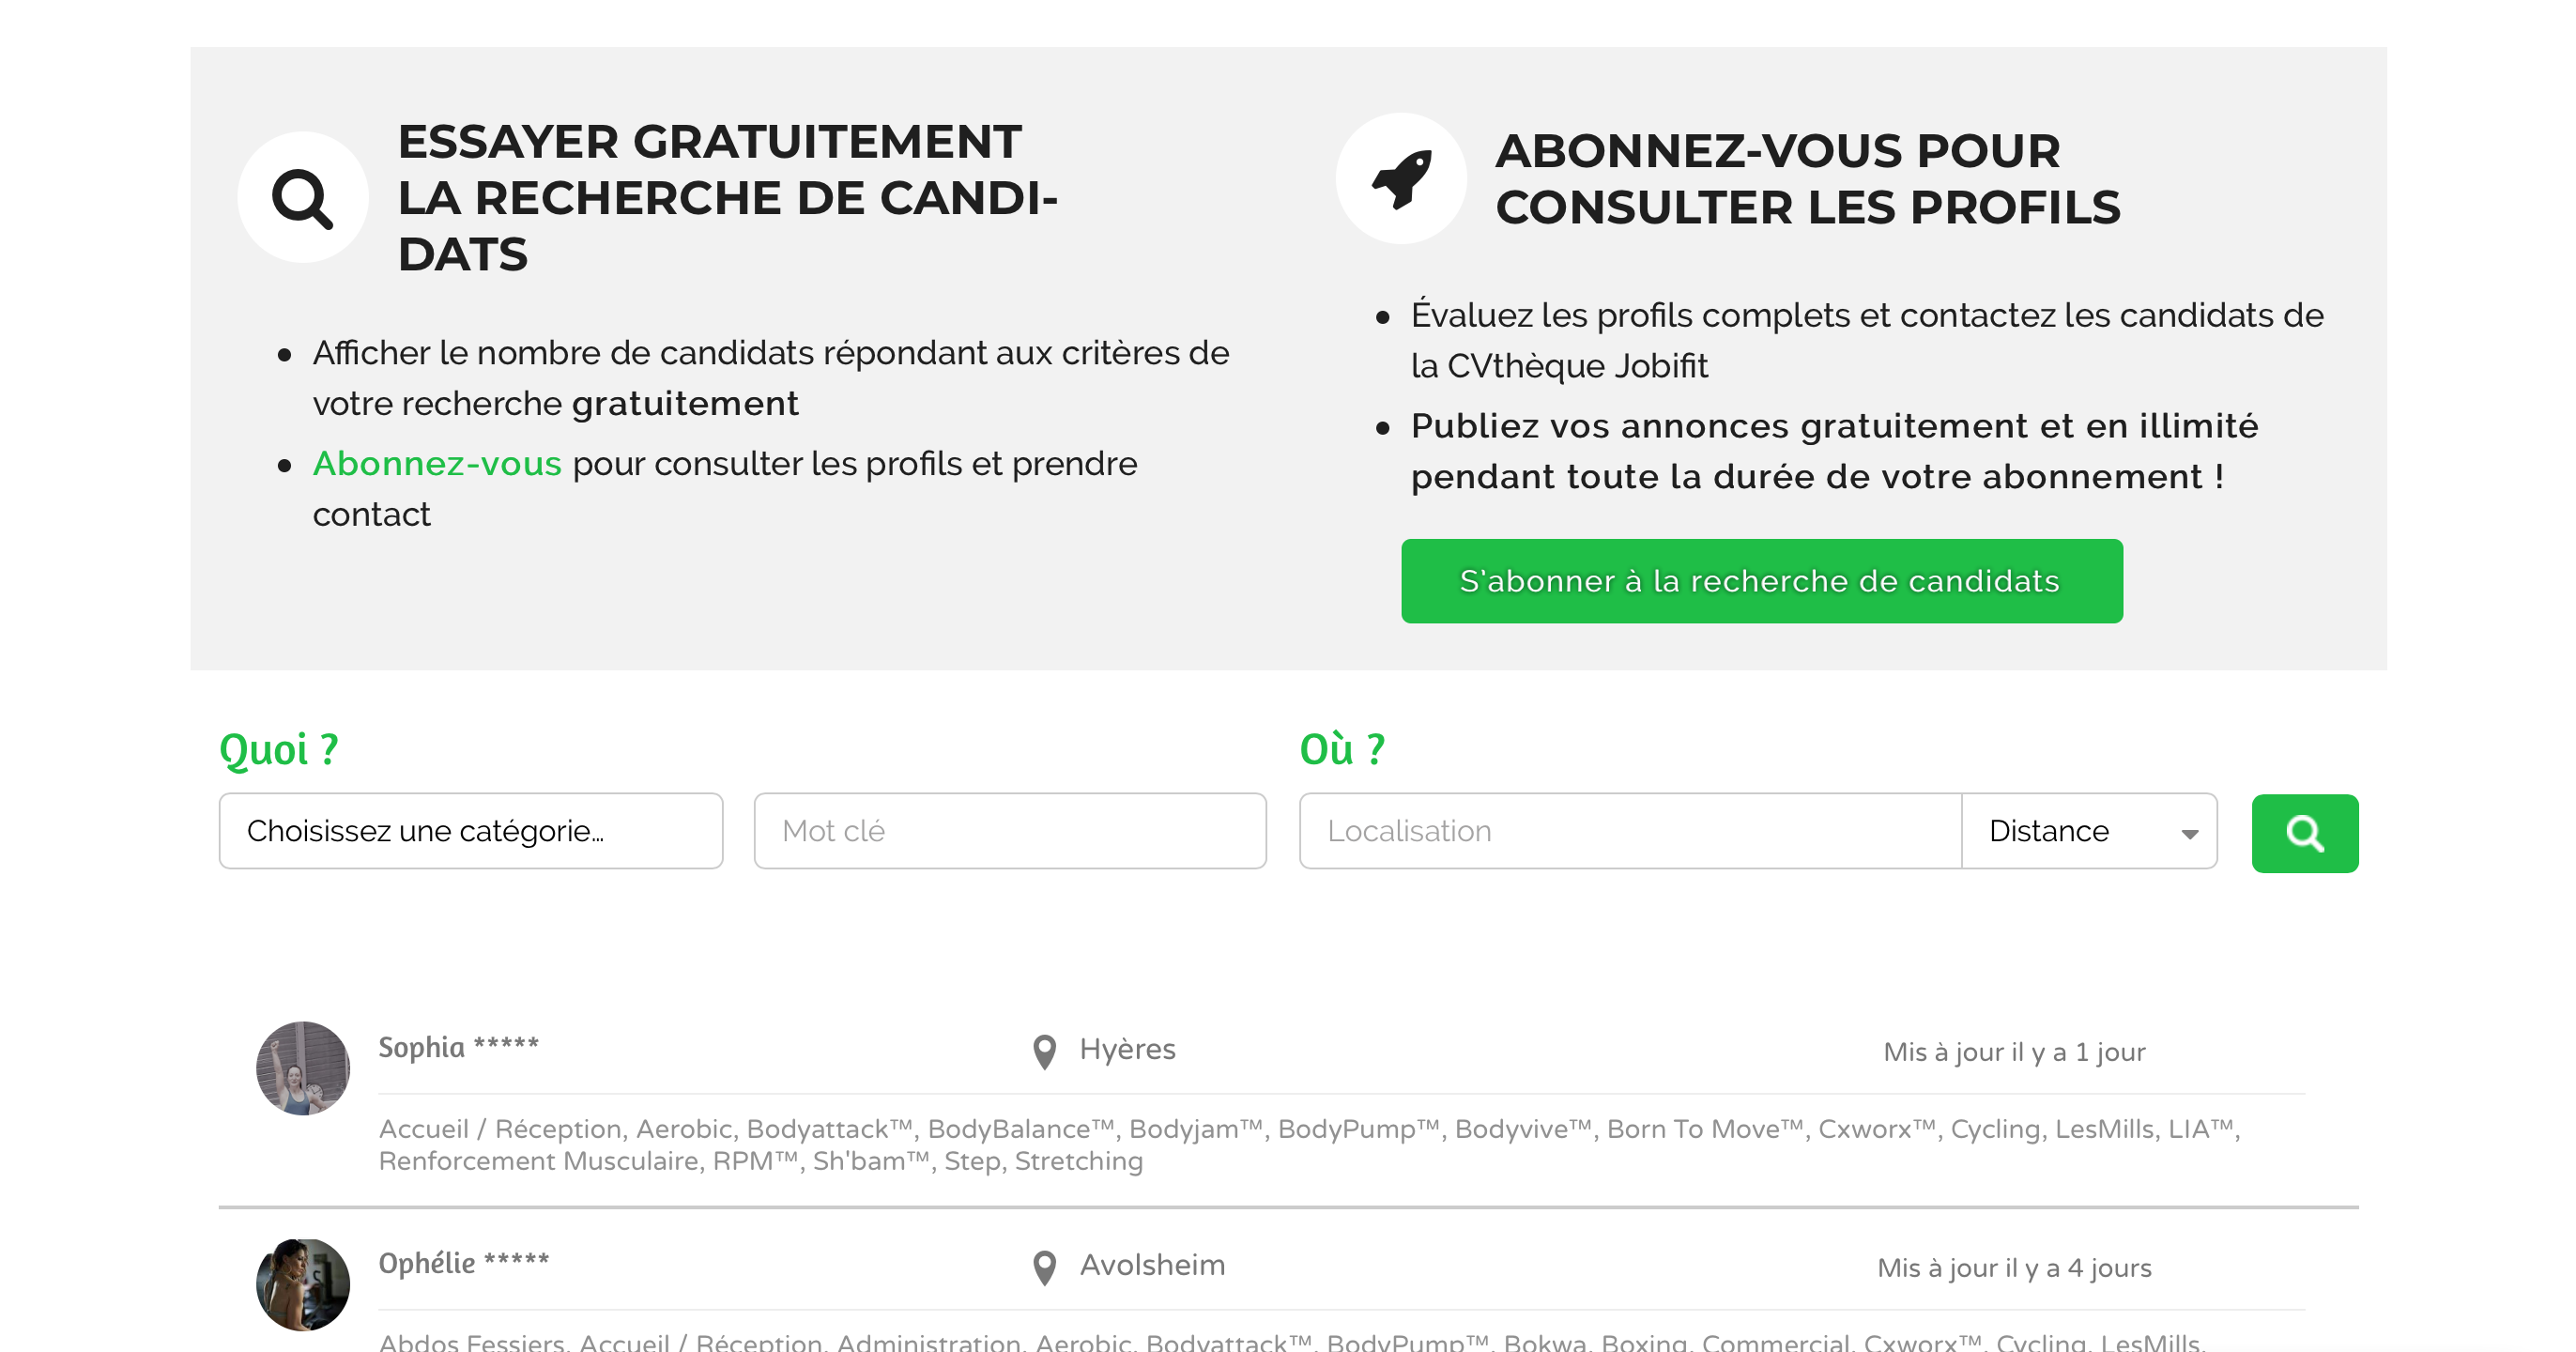 ESSAYER GRATUITEMENT
LA RECHERCHE DE CANDI-
DATS
Afficher le nombre de candidats répondant aux critères de
votre recherche gratuitement
Abonnez-vous pour consulter les profils et prendre
contact
ABONNEZ-VOUS POUR
CONSULTER LES PROFILS
Évaluez les profils complets et contactez les candidats de
la CVthèque Jobifit
Publiez vos annonces gratuitement et en illimité
pendant toute la durée de votre abonnement !
S'abonner à la recherche de candidats
Quoi ?
Où ?
Choisissez une catégorie…
Mot clé
Localisation
Distance
Sophia *****
Hyères
Mis à jour il y a 1 jour
Accueil / Réception, Aerobic, Bodyattack™, BodyBalance™, Bodyjam™, BodyPump™, Bodyvive™, Born To Move™, Cxworx™, Cycling, LesMills, LIA™,
Renforcement Musculaire, RPM™, Sh'bam™, Step, Stretching
Ophélie *****
Avolsheim
Mis à jour il y a 4 jours
Abdos Fessiers, Accueil / Réception, Administration, Aerobic, Bodyattack™, BodyPump™, Bokwa, Boxing, Commercial, Cxworx™, Cycling, LesMills,